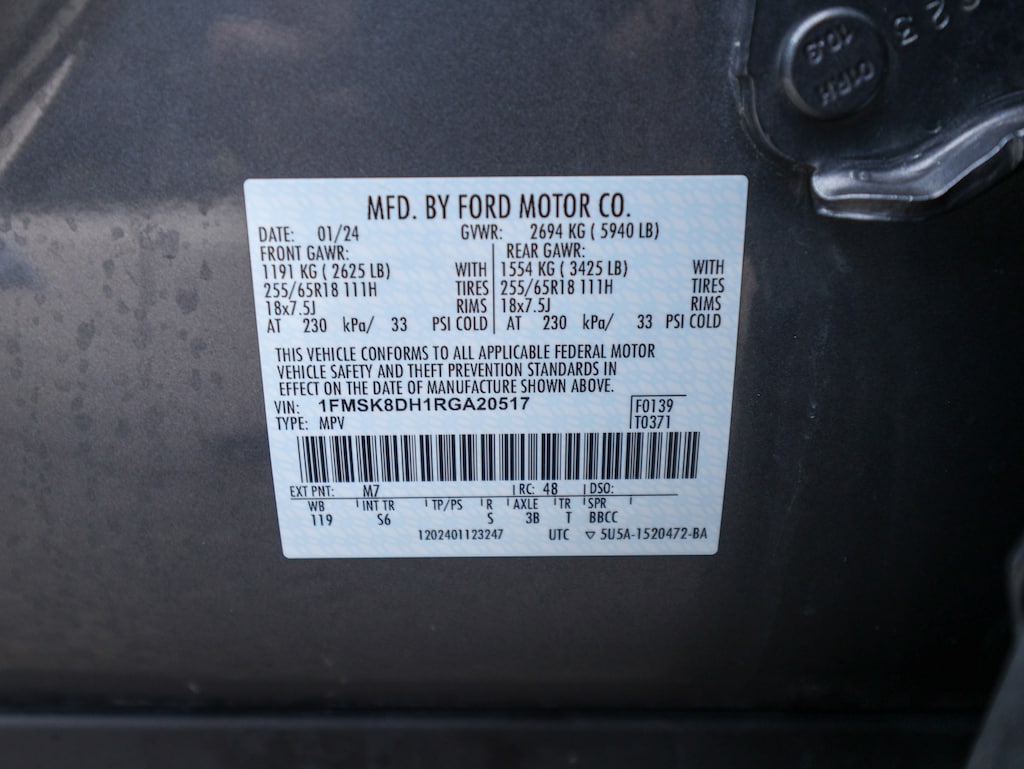 623
10.9
01RH
MFD. BY FORD MOTOR CO.
DATE: 01/24 GVWR: 2694 KG ( 5940 LB)
FRONT GAWR: REAR GAWR:
1191 KG ( 2625 LB) WITH 1554 KG ( 3425 LB) WITH
255/65R18 111H TIRES 255/65R18 111H TIRES
18x7.5J RIMS 18x7.5J RIMS
AT 230 kPa/ 33 PSI COLD AT 230 kPa/ 33 PSI COLD
THIS VEHICLE CONFORMS TO ALL APPLICABLE FEDERAL MOTOR
VEHICLE SAFETY AND THEFT PREVENTION STANDARDS IN
EFFECT ON THE DATE OF MANUFACTURE SHOWN ABOVE.
VIN: 1FMSK8DH1RGA20517 F0139
TYPE: MPV T0371
EXT PNT: M7 RC: 48 DSO:
WB INT TR TP/PS R AXLE TR SPR
119 S6 S 3B T BBCC
1202401123247 UTC ▽ 5U5A-1520472-BA